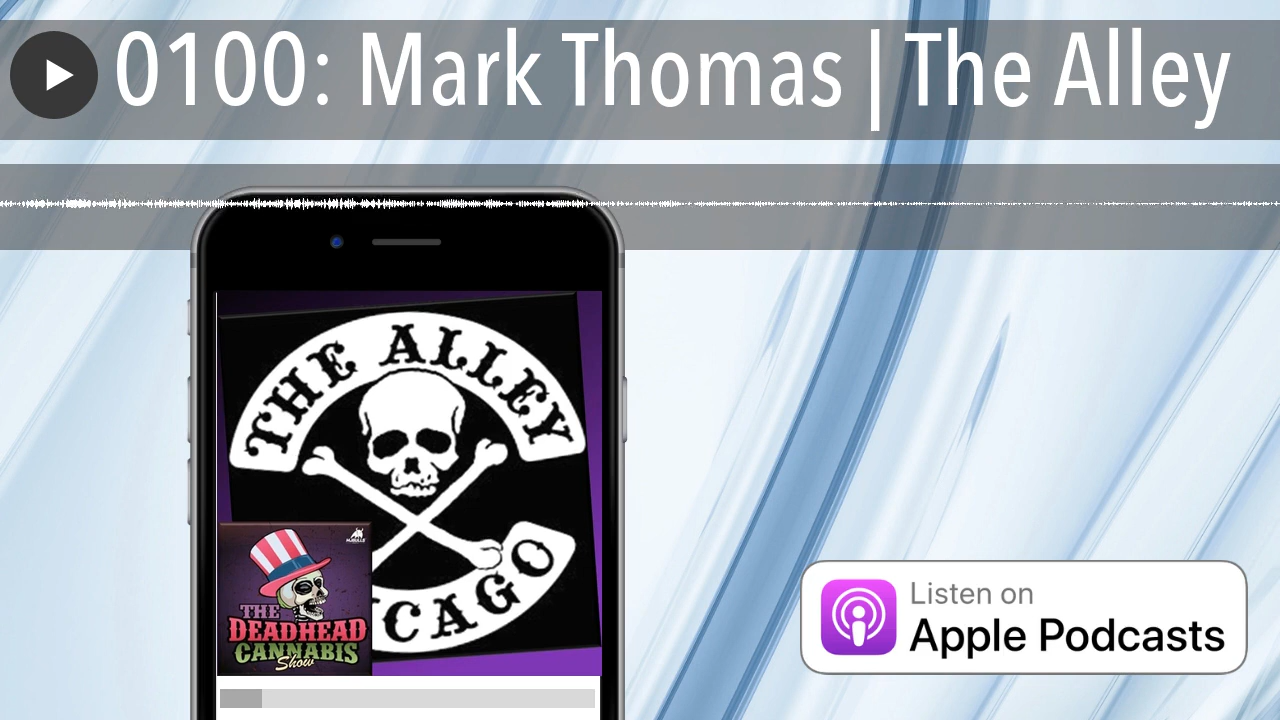 0100: Mark Thomas | The Alley
THE ALLEY
CAGO
THE
DEADHEAD
CANNABIS
Show
Listen on
Apple Podcasts